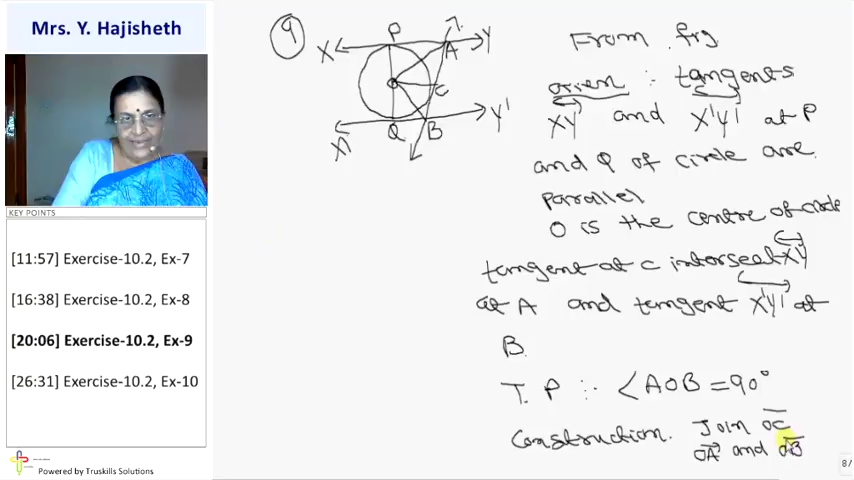 Mrs. Y. Hajisheth
KEY POINTS
[11:57] Exercise-10.2, Ex-7
[16:38] Exercise-10.2, Ex-8
[20:06] Exercise-10.2, Ex-9
[26:31] Exercise-10.2, Ex-10
Powered by Truskills Solutions
9
X P A Y
C
X' Q B Y'
From fig
tangents
XY and X'Y' at P
and Q of circle are
parallel
O is the centre of circle
tangent at C intersect XY
at A and tangent X'Y' at
B.
T.P ∴ ∠AOB = 90°
Construction. Join OC
OA and OB
8/